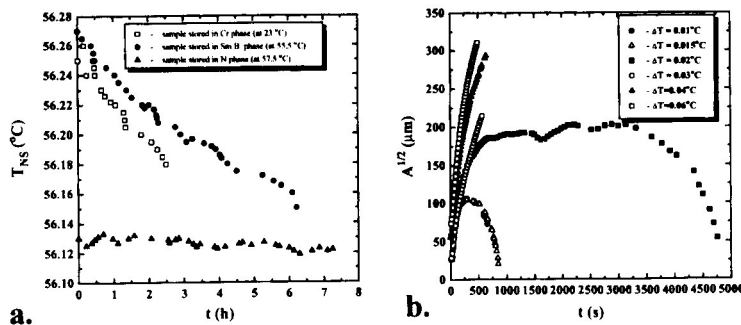 56.28
56.26
56.24
56.22
56.20
56.18
56.16
56.14
56.12
56.10
T_NS (°C)
- sample stored in Cr phase (at 23 °C)
- sample stored in Sm B phase (at 55.5 °C)
- sample stored in N phase (at 57.5 °C)
0 1 2 3 4 5 6 7 8
t (h)
a.
350
300
250
200
150
100
50
0
A^1/2 (μm)
- ΔT = 0.01°C
- ΔT = 0.015°C
- ΔT = 0.02°C
- ΔT = 0.03°C
- ΔT=0.04°C
- ΔT=0.06°C
0 500 1000 1500 2000 2500 3000 3500 4000 4500 5000
t (s)
b.